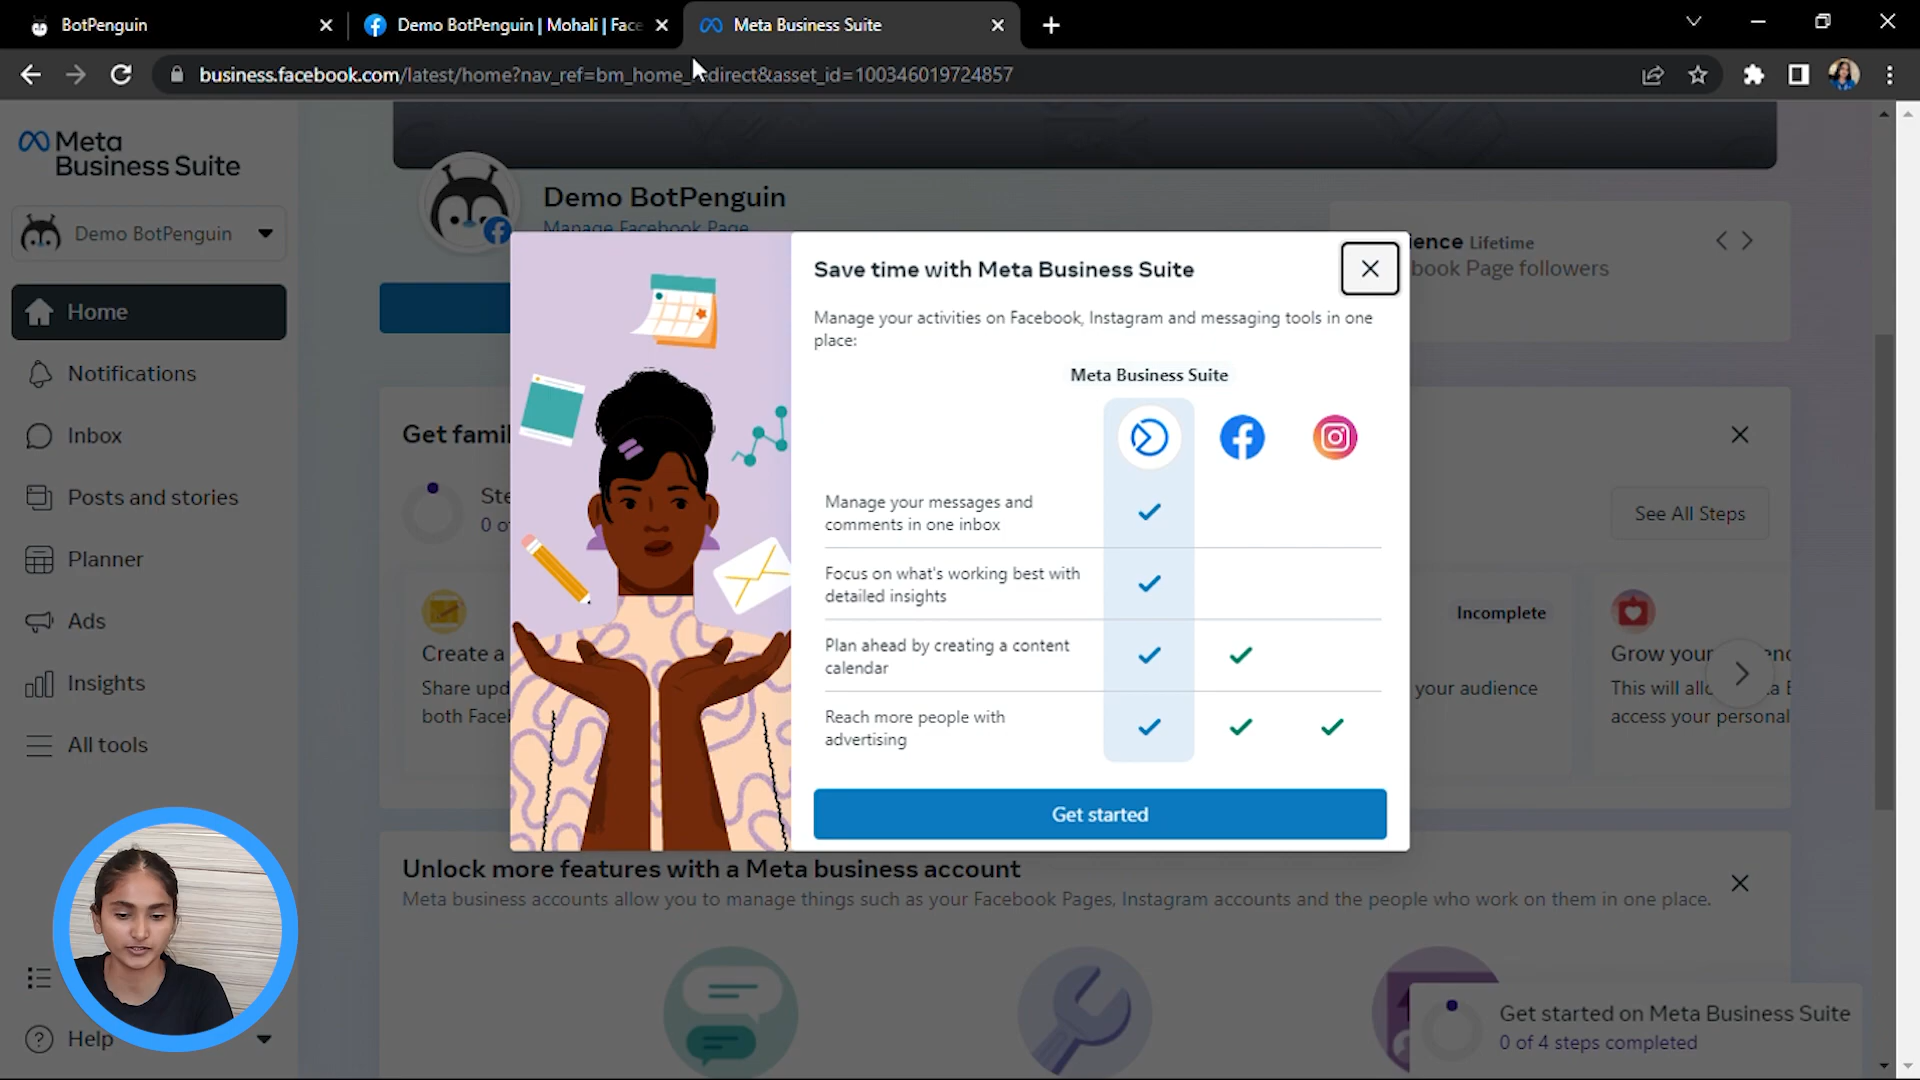 BotPenguin
Demo BotPenguin | Mohali | Face
Meta Business Suite
business.facebook.com/latest/home?nav_ref=bm_home_redirect&asset_id=100346019724857
Meta
Business Suite
Demo BotPenguin
Home
Notifications
Inbox
Posts and stories
Planner
Ads
Insights
All tools
Help
Demo BotPenguin
Manage Facebook Page
ience Lifetime
book Page followers
Get famil
Ste
0 o
See All Steps
Create a
Share upd
both Face
Incomplete
your audience
Grow your
This will allo
access your personal
Save time with Meta Business Suite
Manage your activities on Facebook, Instagram and messaging tools in one
place:
Meta Business Suite
Manage your messages and
comments in one inbox
Focus on what's working best with
detailed insights
Plan ahead by creating a content
calendar
Reach more people with
advertising
Get started
Unlock more features with a Meta business account
Meta business accounts allow you to manage things such as your Facebook Pages, Instagram accounts and the people who work on them in one place.
Get started on Meta Business Suite
0 of 4 steps completed